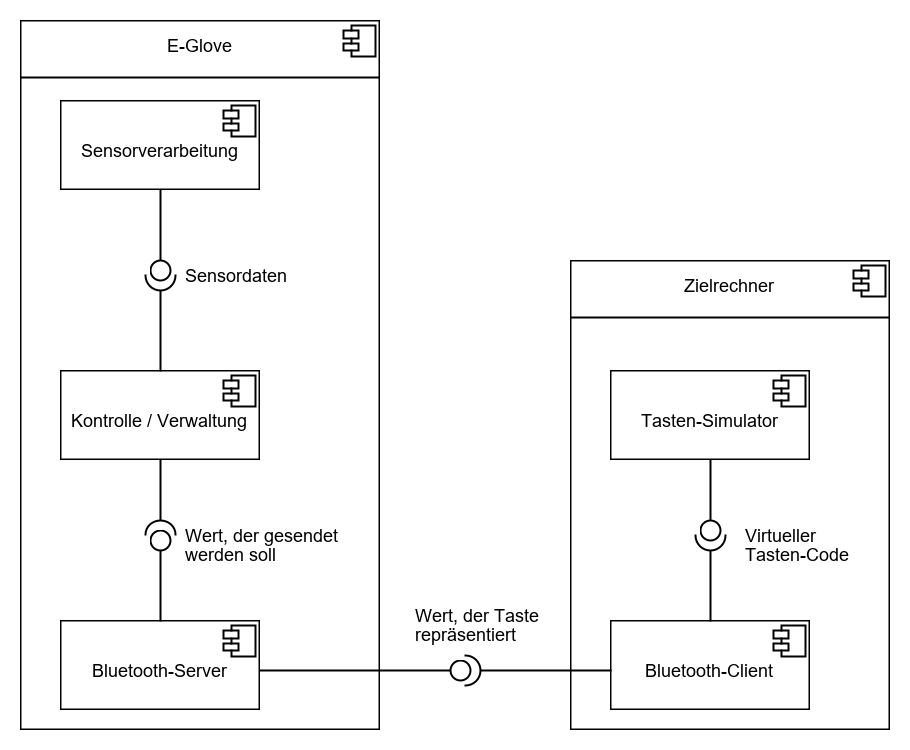 E-Glove
Sensorverarbeitung
Sensordaten
Kontrolle / Verwaltung
Wert, der gesendet
werden soll
Bluetooth-Server
Wert, der Taste
repräsentiert
Zielrechner
Tasten-Simulator
Virtueller
Tasten-Code
Bluetooth-Client